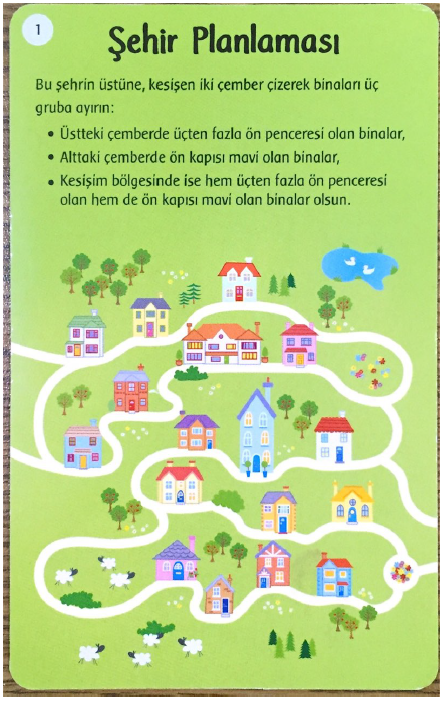 1
Şehir Planlaması
Bu şehrin üstüne, kesişen iki çember çizerek binaları üç
gruba ayırın:
• Üstteki çemberde üçten fazla ön penceresi olan binalar,
• Alttaki çemberde ön kapısı mavi olan binalar,
• Kesişim bölgesinde ise hem üçten fazla ön penceresi
olan hem de ön kapısı mavi olan binalar olsun.